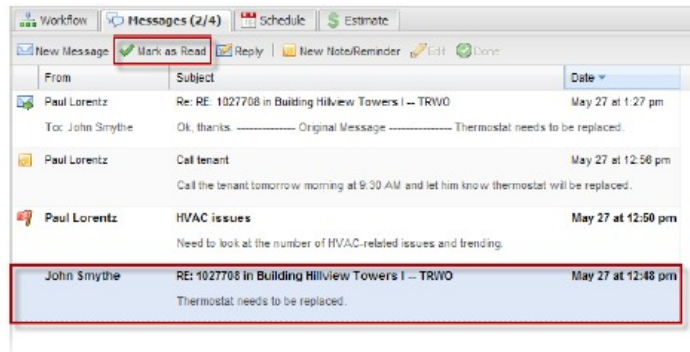 Workflow Messages (2/4) Schedule Estimate
New Message Mark as Read Reply New Note/Reminder Edit Done
From Subject Date
Paul Lorentz Re: RE: 1027708 in Building Hillview Towers I -- TRWO May 27 at 1:27 pm
To: John Smythe Ok, thanks. -------------- Original Message -------------- Thermostat needs to be replaced.
Paul Lorentz Call tenant May 27 at 12:56 pm
Call the tenant tomorrow morning at 9:30 AM and let him know thermostat will be replaced.
Paul Lorentz HVAC issues May 27 at 12:50 pm
Need to look at the number of HVAC-related issues and trending.
John Smythe RE: 1027708 in Building Hillview Towers I -- TRWO May 27 at 12:48 pm
Thermostat needs to be replaced.